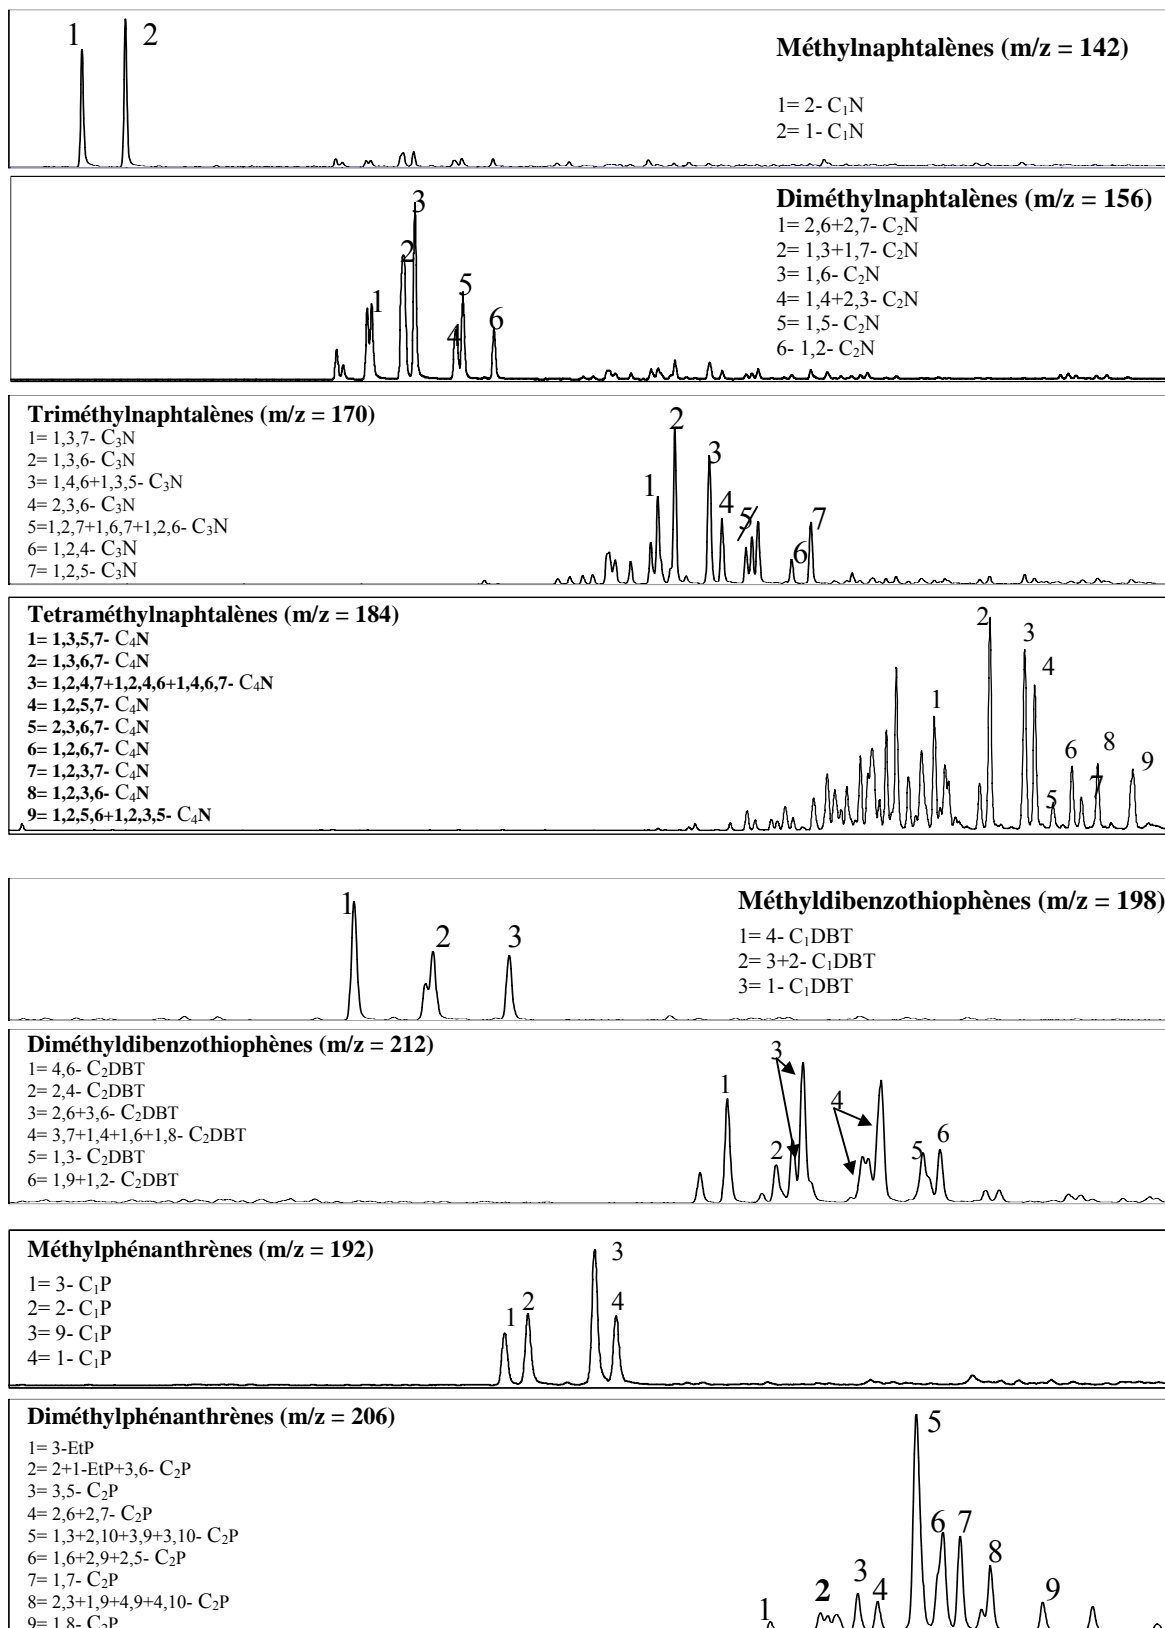 1 2
Méthylnaphtalènes (m/z = 142)
1= 2- C₁N
2= 1- C₁N
3
2
1
5
4
6
Diméthylnaphtalènes (m/z = 156)
1= 2,6+2,7- C₂N
2= 1,3+1,7- C₂N
3= 1,6- C₂N
4= 1,4+2,3- C₂N
5= 1,5- C₂N
6- 1,2- C₂N
Triméthylnaphtalènes (m/z = 170)
1= 1,3,7- C₃N
2= 1,3,6- C₃N
3= 1,4,6+1,3,5- C₃N
4= 2,3,6- C₃N
5=1,2,7+1,6,7+1,2,6- C₃N
6= 1,2,4- C₃N
7= 1,2,5- C₃N
2
3
1
4
5
7
6
Tetraméthylnaphtalènes (m/z = 184)
1= 1,3,5,7- C₄N
2= 1,3,6,7- C₄N
3= 1,2,4,7+1,2,4,6+1,4,6,7- C₄N
4= 1,2,5,7- C₄N
5= 2,3,6,7- C₄N
6= 1,2,6,7- C₄N
7= 1,2,3,7- C₄N
8= 1,2,3,6- C₄N
9= 1,2,5,6+1,2,3,5- C₄N
2
3
4
1
6
8
9
7
5
1
2
3
Méthyldibenzothiophènes (m/z = 198)
1= 4- C₁DBT
2= 3+2- C₁DBT
3= 1- C₁DBT
Diméthyldibenzothiophènes (m/z = 212)
1= 4,6- C₂DBT
2= 2,4- C₂DBT
3= 2,6+3,6- C₂DBT
4= 3,7+1,4+1,6+1,8- C₂DBT
5= 1,3- C₂DBT
6= 1,9+1,2- C₂DBT
3
1
4
2
5
6
Méthylphénanthrènes (m/z = 192)
1= 3- C₁P
2= 2- C₁P
3= 9- C₁P
4= 1- C₁P
3
1
2
4
Diméthylphénanthrènes (m/z = 206)
1= 3-EtP
2= 2+1-EtP+3,6- C₂P
3= 3,5- C₂P
4= 2,6+2,7- C₂P
5= 1,3+2,10+3,9+3,10- C₂P
6= 1,6+2,9+2,5- C₂P
7= 1,7- C₂P
8= 2,3+1,9+4,9+4,10- C₂P
9= 1,8- C₂P
5
6 7
8
3
2
4
9
1